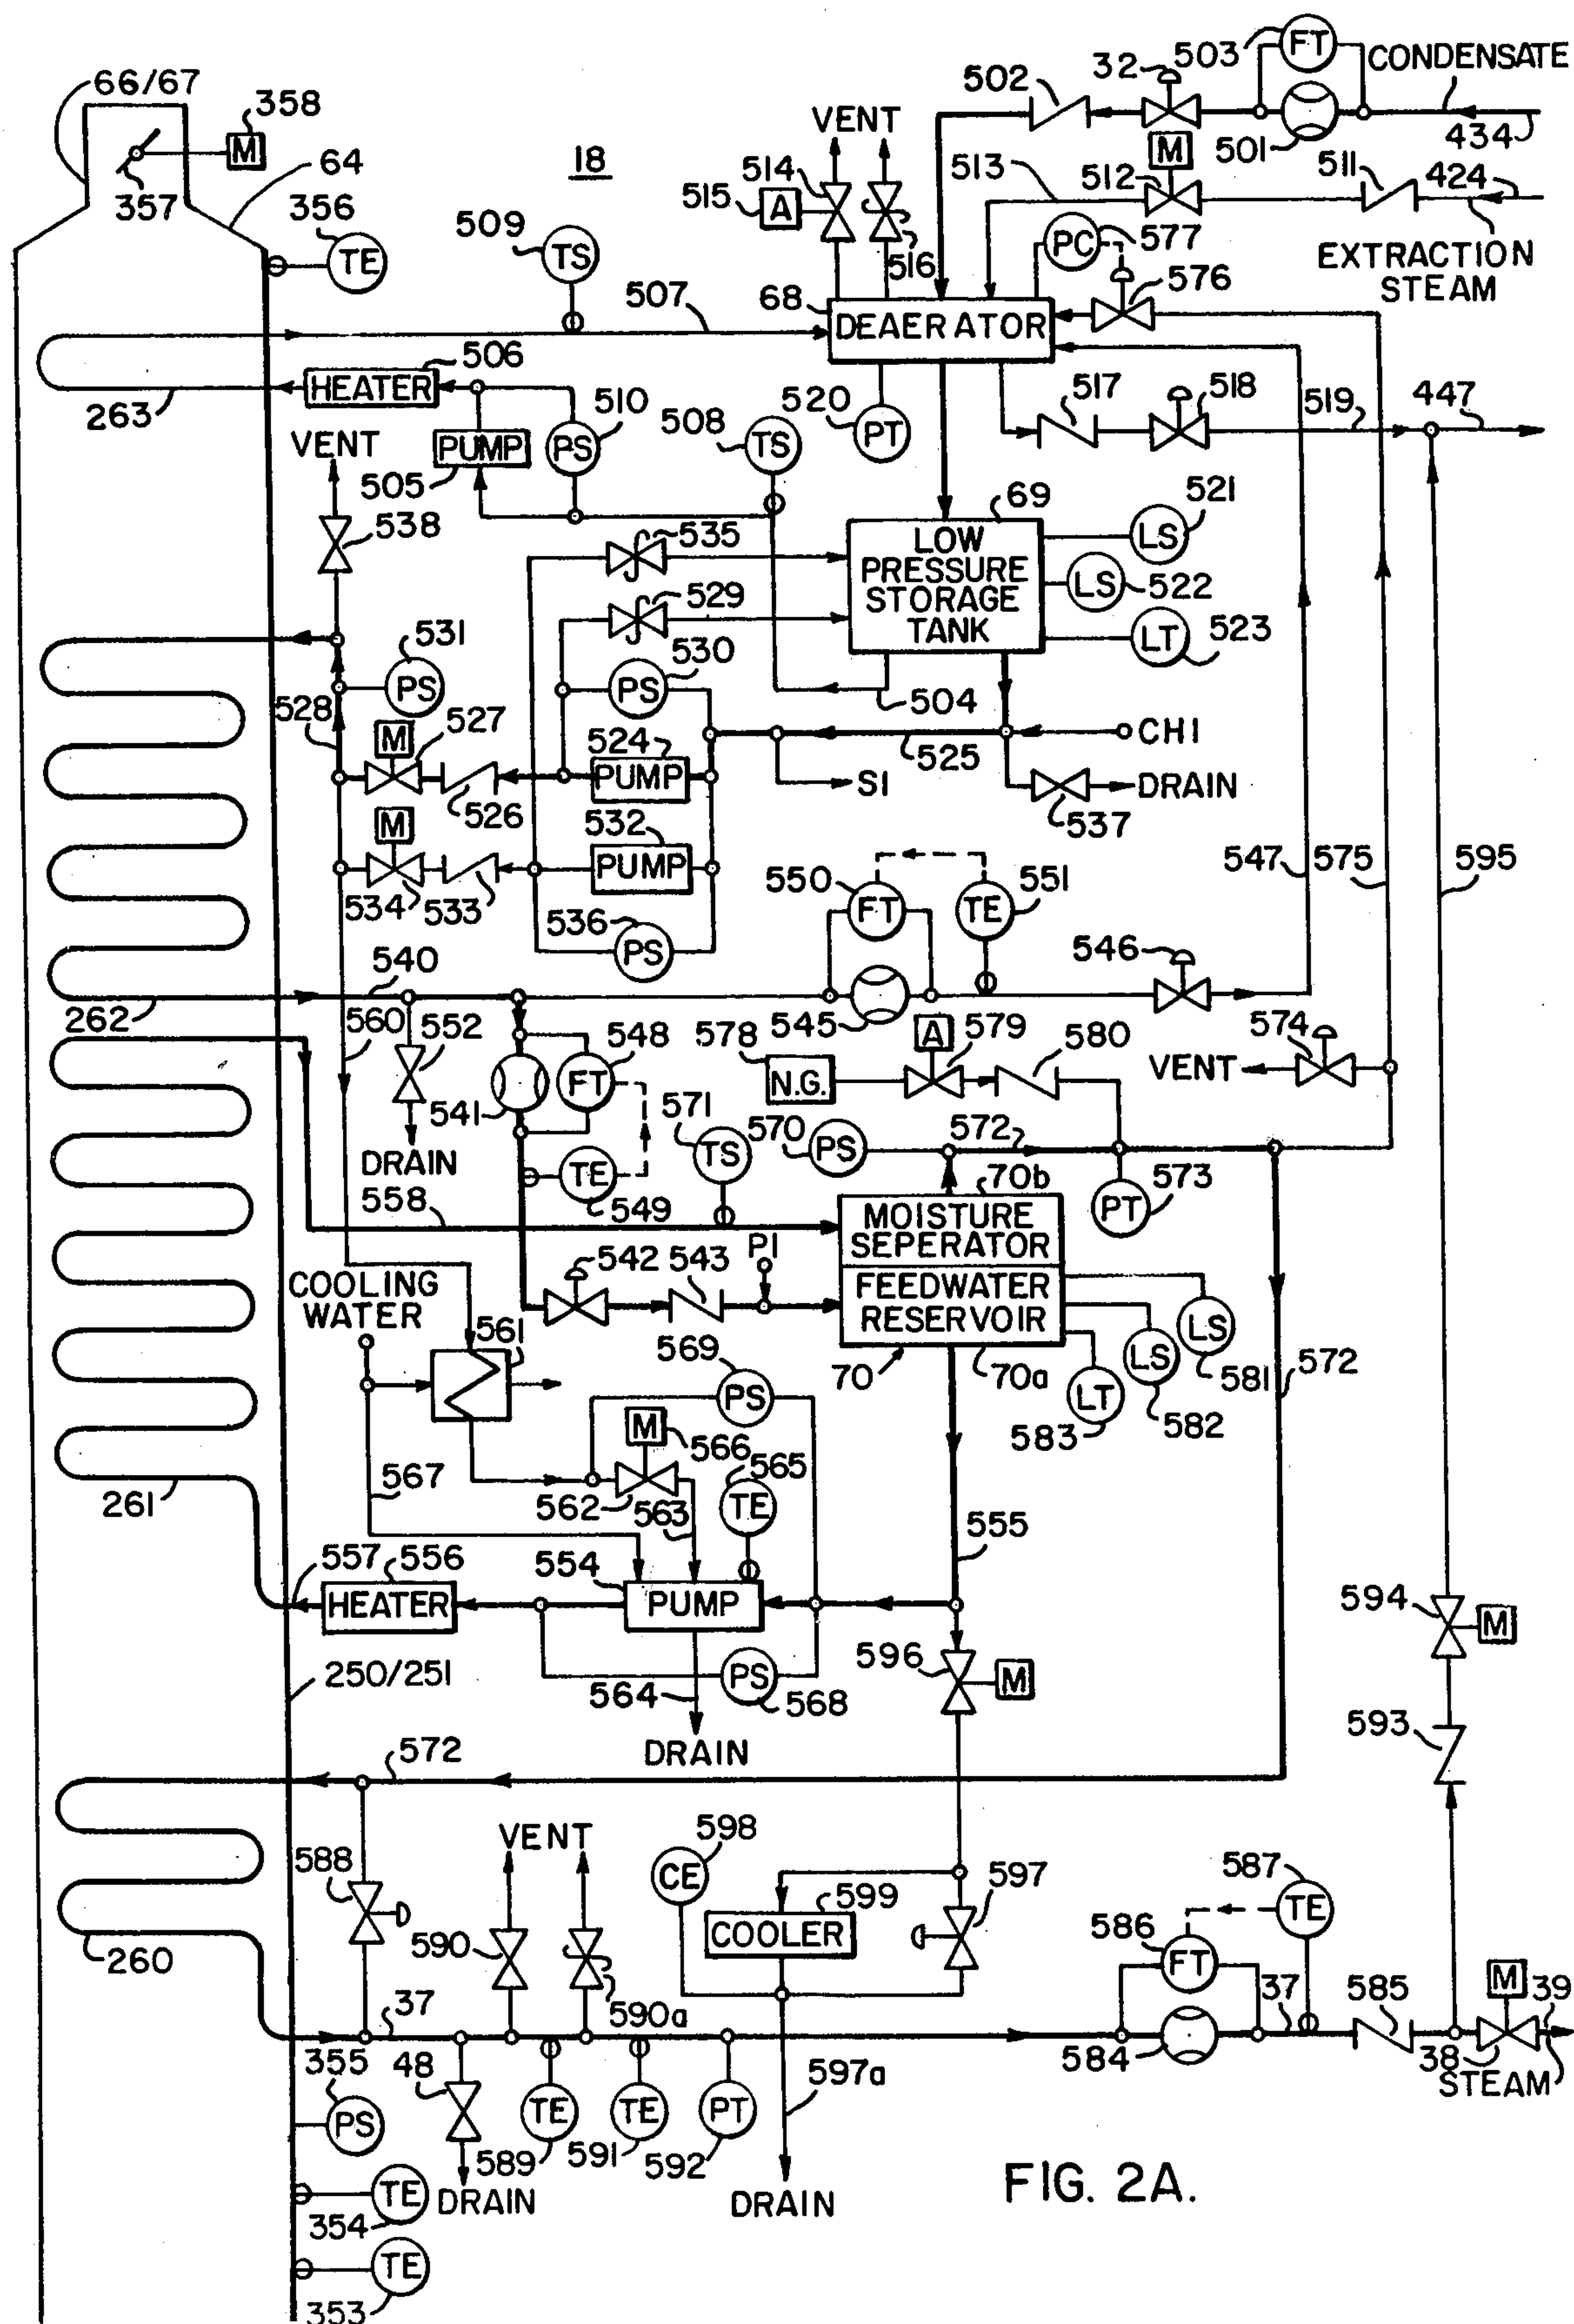 66/67
358
M
64
357
356
TE
18
503
FT
CONDENSATE
32
502
501
434
VENT
M
513
512
511
424
514
515
A
516
PC
577
EXTRACTION
STEAM
576
509
TS
507
68
DEAERATOR
506
HEATER
263
510
508
520
517
518
519
447
VENT
PUMP
PS
TS
PT
505
538
69
521
LS
535
LOW
PRESSURE
STORAGE
TANK
LS
522
529
LT
523
531
PS
530
PS
528
504
M
527
524
525
CHI
PUMP
SI
DRAIN
526
537
M
532
PUMP
534
533
550
551
547
575
595
FT
TE
536
PS
546
540
262
560
552
545
579
580
574
548
578
A
VENT
FT
N.G.
541
571
570
572
TS
PS
DRAIN
TE
573
558
549
70b
PT
MOISTURE
SEPERATOR
PI
542
543
COOLING
WATER
FEEDWATER
RESERVOIR
LS
561
569
LS
581
572
70
70a
LT
582
583
PS
M
566
565
567
261
562
563
TE
555
557
556
554
594
HEATER
PUMP
M
596
M
250/251
PS
564
568
593
DRAIN
572
598
VENT
CE
597
587
588
599
TE
COOLER
586
590
FT
260
M
39
37
590a
37
585
355
48
584
38
STEAM
597a
PS
TE
TE
PT
589
591
592
TE
DRAIN
DRAIN
354
FIG. 2A.
TE
353